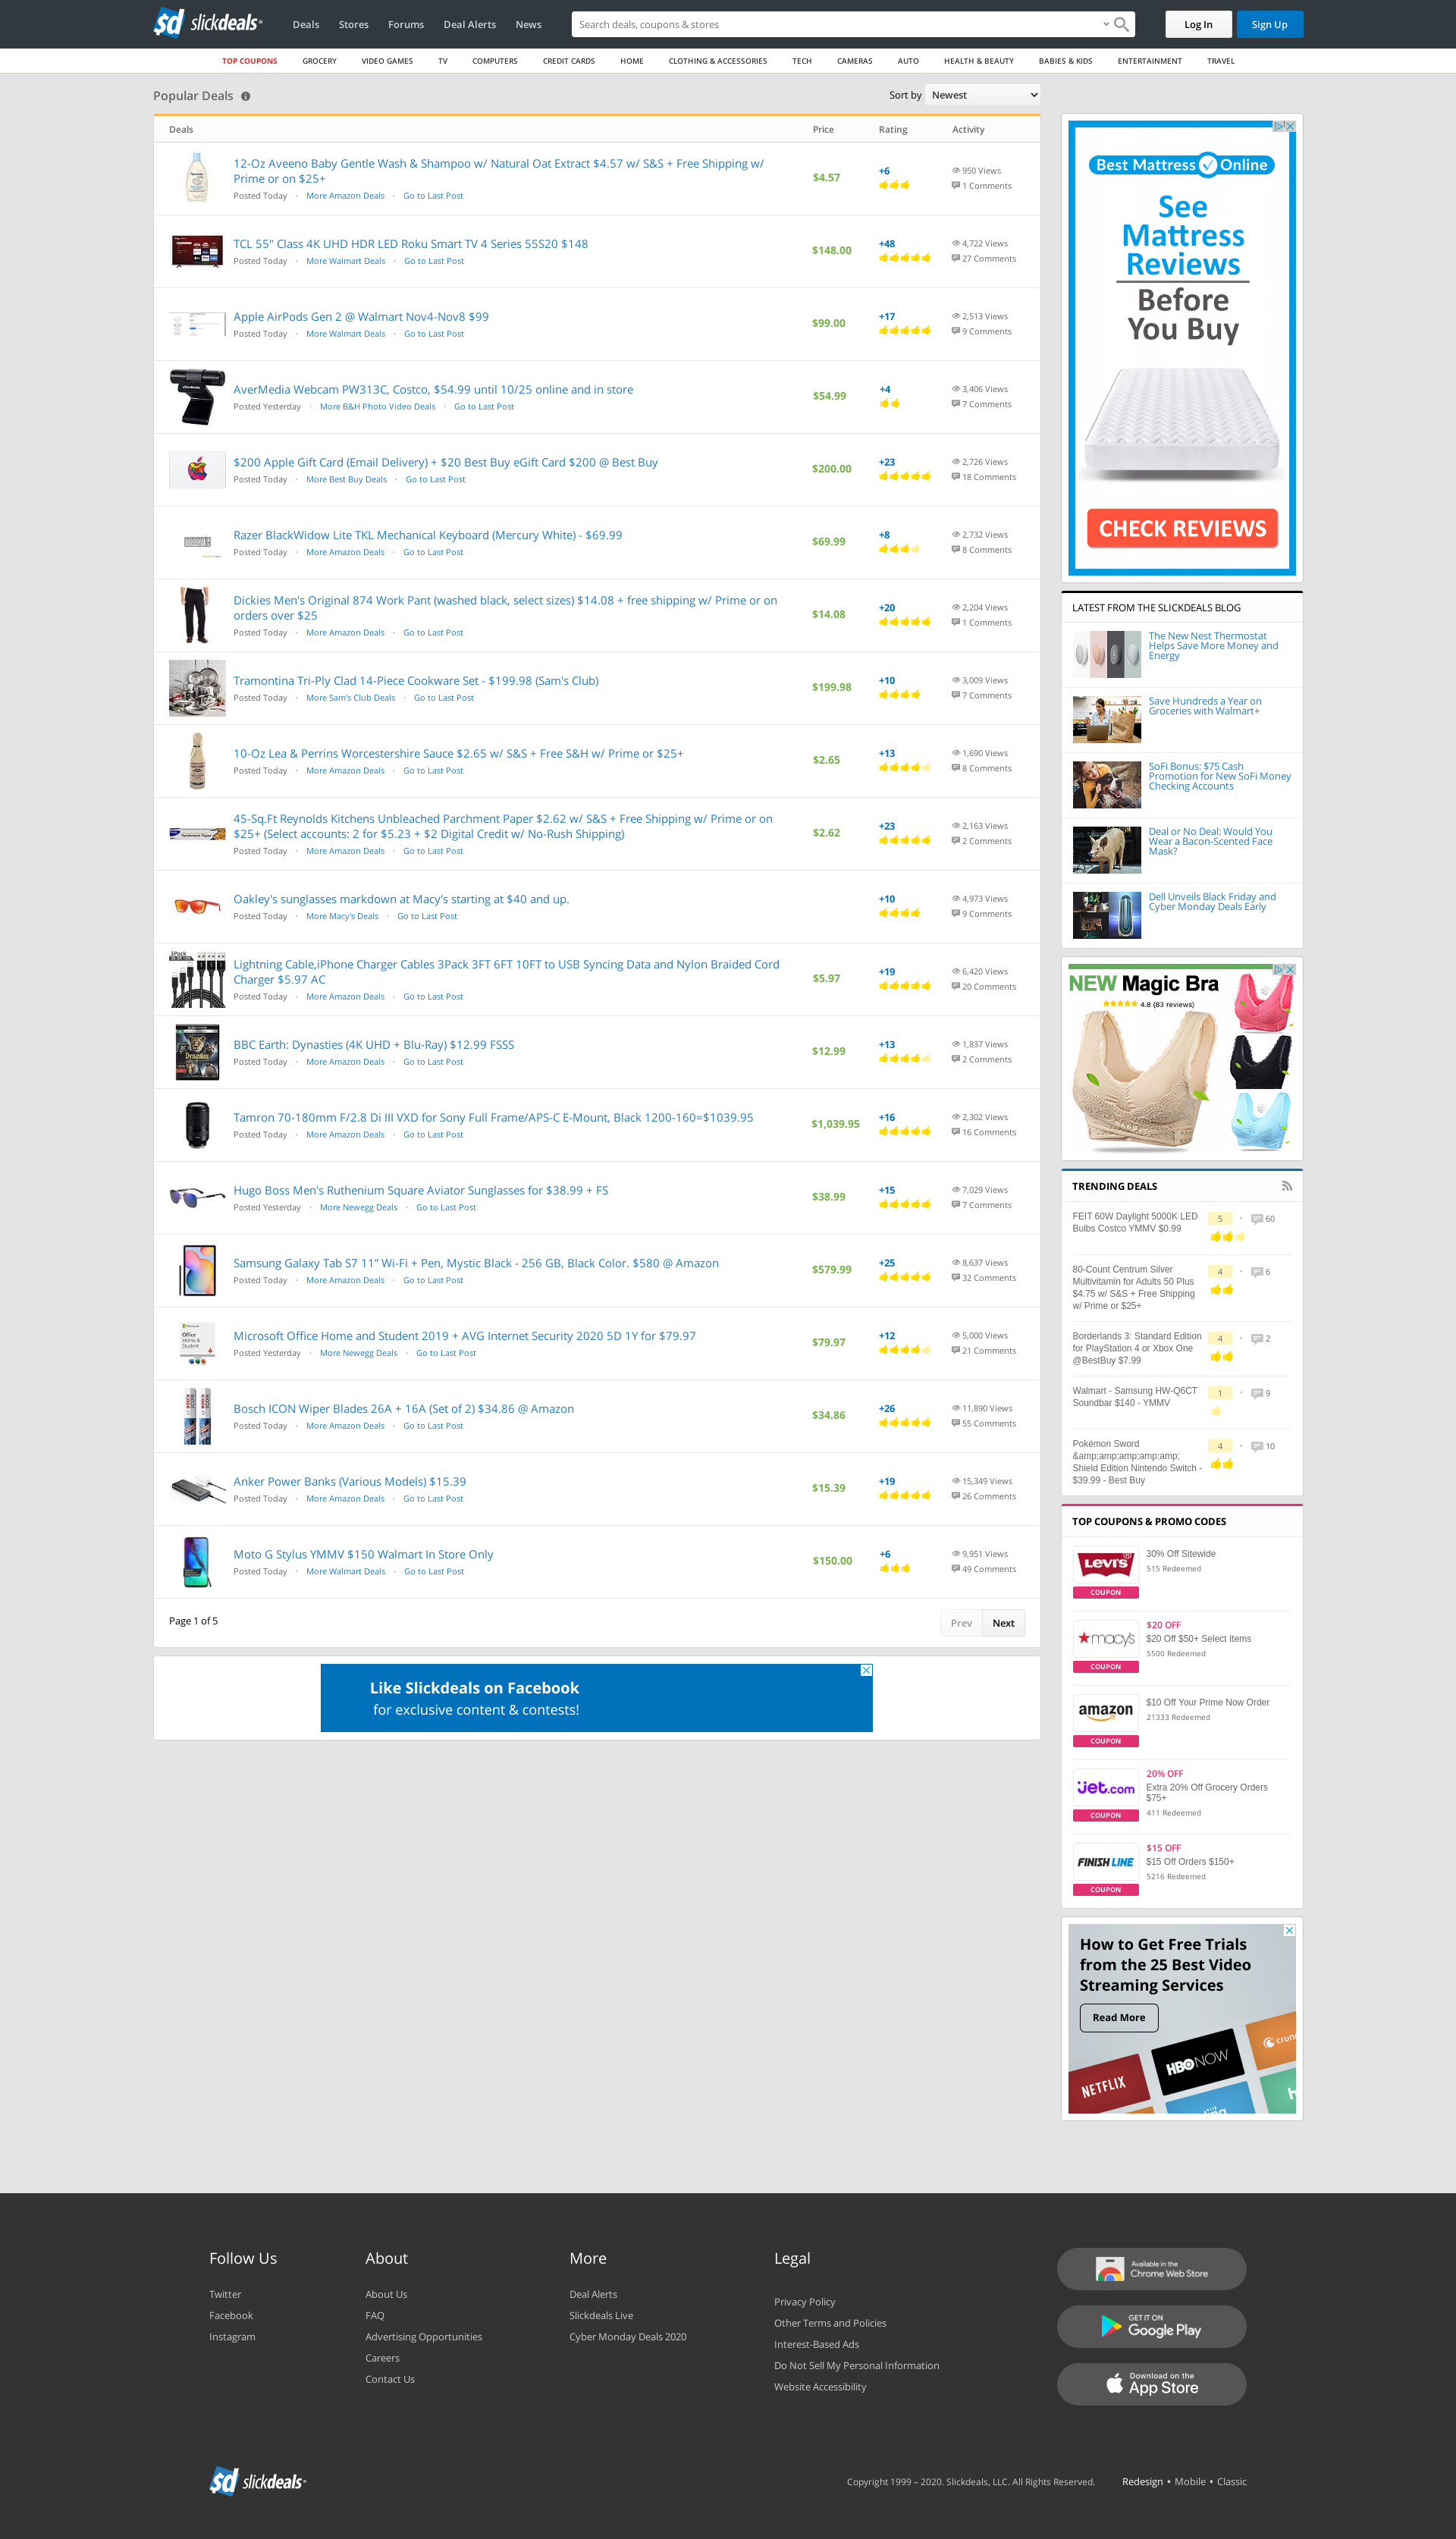 sd slickdeals
Deals Stores Forums Deal Alerts News
Search deals, coupons & stores
Log In
Sign Up
TOP COUPONS GROCERY VIDEO GAMES TV COMPUTERS CREDIT CARDS HOME CLOTHING & ACCESSORIES TECH CAMERAS AUTO HEALTH & BEAUTY BABIES & KIDS ENTERTAINMENT TRAVEL
Popular Deals
Sort by Newest
Deals Price Rating Activity
12-Oz Aveeno Baby Gentle Wash & Shampoo w/ Natural Oat Extract $4.57 w/ S&S + Free Shipping w/
Prime or on $25+
Posted Today · More Amazon Deals · Go to Last Post
$4.57
+6
950 Views
1 Comments
TCL 55" Class 4K UHD HDR LED Roku Smart TV 4 Series 55S20 $148
Posted Today · More Walmart Deals · Go to Last Post
$148.00
+48
4,722 Views
27 Comments
Apple AirPods Gen 2 @ Walmart Nov4-Nov8 $99
Posted Today · More Walmart Deals · Go to Last Post
$99.00
+17
2,513 Views
9 Comments
AverMedia Webcam PW313C, Costco, $54.99 until 10/25 online and in store
Posted Yesterday · More B&H Photo Video Deals · Go to Last Post
$54.99
+4
3,406 Views
7 Comments
$200 Apple Gift Card (Email Delivery) + $20 Best Buy eGift Card $200 @ Best Buy
Posted Today · More Best Buy Deals · Go to Last Post
$200.00
+23
2,726 Views
18 Comments
Razer BlackWidow Lite TKL Mechanical Keyboard (Mercury White) - $69.99
Posted Today · More Amazon Deals · Go to Last Post
$69.99
+8
2,732 Views
8 Comments
Dickies Men's Original 874 Work Pant (washed black, select sizes) $14.08 + free shipping w/ Prime or on
orders over $25
Posted Today · More Amazon Deals · Go to Last Post
$14.08
+20
2,204 Views
1 Comments
Tramontina Tri-Ply Clad 14-Piece Cookware Set - $199.98 (Sam's Club)
Posted Today · More Sam's Club Deals · Go to Last Post
$199.98
+10
3,009 Views
7 Comments
10-Oz Lea & Perrins Worcestershire Sauce $2.65 w/ S&S + Free S&H w/ Prime or $25+
Posted Today · More Amazon Deals · Go to Last Post
$2.65
+13
1,690 Views
8 Comments
45-Sq.Ft Reynolds Kitchens Unbleached Parchment Paper $2.62 w/ S&S + Free Shipping w/ Prime or on
$25+ (Select accounts: 2 for $5.23 + $2 Digital Credit w/ No-Rush Shipping)
Posted Today · More Amazon Deals · Go to Last Post
$2.62
+23
2,163 Views
2 Comments
Oakley's sunglasses markdown at Macy's starting at $40 and up.
Posted Today · More Macy's Deals · Go to Last Post
+10
4,973 Views
9 Comments
3Pack
Lightning Cable,iPhone Charger Cables 3Pack 3FT 6FT 10FT to USB Syncing Data and Nylon Braided Cord
Charger $5.97 AC
Posted Today · More Amazon Deals · Go to Last Post
$5.97
+19
6,420 Views
20 Comments
Dynasties
BBC Earth: Dynasties (4K UHD + Blu-Ray) $12.99 FSSS
Posted Today · More Amazon Deals · Go to Last Post
$12.99
+13
1,837 Views
2 Comments
Tamron 70-180mm F/2.8 Di III VXD for Sony Full Frame/APS-C E-Mount, Black 1200-160=$1039.95
Posted Today · More Amazon Deals · Go to Last Post
$1,039.95
+16
2,302 Views
16 Comments
Hugo Boss Men's Ruthenium Square Aviator Sunglasses for $38.99 + FS
Posted Yesterday · More Newegg Deals · Go to Last Post
$38.99
+15
7,029 Views
7 Comments
Samsung Galaxy Tab S7 11” Wi-Fi + Pen, Mystic Black - 256 GB, Black Color. $580 @ Amazon
Posted Today · More Amazon Deals · Go to Last Post
$579.99
+25
8,637 Views
32 Comments
Office
Home &
Student
Microsoft Office Home and Student 2019 + AVG Internet Security 2020 5D 1Y for $79.97
Posted Yesterday · More Newegg Deals · Go to Last Post
$79.97
+12
5,000 Views
21 Comments
Bosch ICON Wiper Blades 26A + 16A (Set of 2) $34.86 @ Amazon
Posted Today · More Amazon Deals · Go to Last Post
$34.86
+26
11,890 Views
55 Comments
Anker Power Banks (Various Models) $15.39
Posted Today · More Amazon Deals · Go to Last Post
$15.39
+19
15,349 Views
26 Comments
Moto G Stylus YMMV $150 Walmart In Store Only
Posted Today · More Walmart Deals · Go to Last Post
$150.00
+6
9,951 Views
49 Comments
Page 1 of 5
Prev Next
Like Slickdeals on Facebook
for exclusive content & contests!
Best Mattress Online
See
Mattress
Reviews
Before
You Buy
CHECK REVIEWS
LATEST FROM THE SLICKDEALS BLOG
The New Nest Thermostat
Helps Save More Money and
Energy
Save Hundreds a Year on
Groceries with Walmart+
SoFi Bonus: $75 Cash
Promotion for New SoFi Money
Checking Accounts
Deal or No Deal: Would You
Wear a Bacon-Scented Face
Mask?
Dell Unveils Black Friday and
Cyber Monday Deals Early
NEW Magic Bra
4.8 (83 reviews)
TRENDING DEALS
FEIT 60W Daylight 5000K LED
Bulbs Costco YMMV $0.99
5 • 60
80-Count Centrum Silver
Multivitamin for Adults 50 Plus
$4.75 w/ S&S + Free Shipping
w/ Prime or $25+
4 • 6
Borderlands 3: Standard Edition
for PlayStation 4 or Xbox One
@BestBuy $7.99
4 • 2
Walmart - Samsung HW-Q6CT
Soundbar $140 - YMMV
1 • 9
Pokémon Sword
&amp;amp;amp;amp;amp;
Shield Edition Nintendo Switch -
$39.99 - Best Buy
4 • 10
TOP COUPONS & PROMO CODES
LEVI'S
COUPON
30% Off Sitewide
515 Redeemed
macy's
COUPON
$20 OFF
$20 Off $50+ Select Items
5500 Redeemed
amazon
COUPON
$10 Off Your Prime Now Order
21333 Redeemed
jet.com
COUPON
20% OFF
Extra 20% Off Grocery Orders
$75+
411 Redeemed
FINISH LINE
COUPON
$15 OFF
$15 Off Orders $150+
5216 Redeemed
How to Get Free Trials
from the 25 Best Video
Streaming Services
Read More
crunc
HBO NOW
NETFLIX
h
sling
Follow Us
Twitter
Facebook
Instagram
About
About Us
FAQ
Advertising Opportunities
Careers
Contact Us
More
Deal Alerts
Slickdeals Live
Cyber Monday Deals 2020
Legal
Privacy Policy
Other Terms and Policies
Interest-Based Ads
Do Not Sell My Personal Information
Website Accessibility
Available in the
Chrome Web Store
GET IT ON
Google Play
Download on the
App Store
sd slickdeals
Copyright 1999 – 2020. Slickdeals, LLC. All Rights Reserved.
Redesign • Mobile • Classic